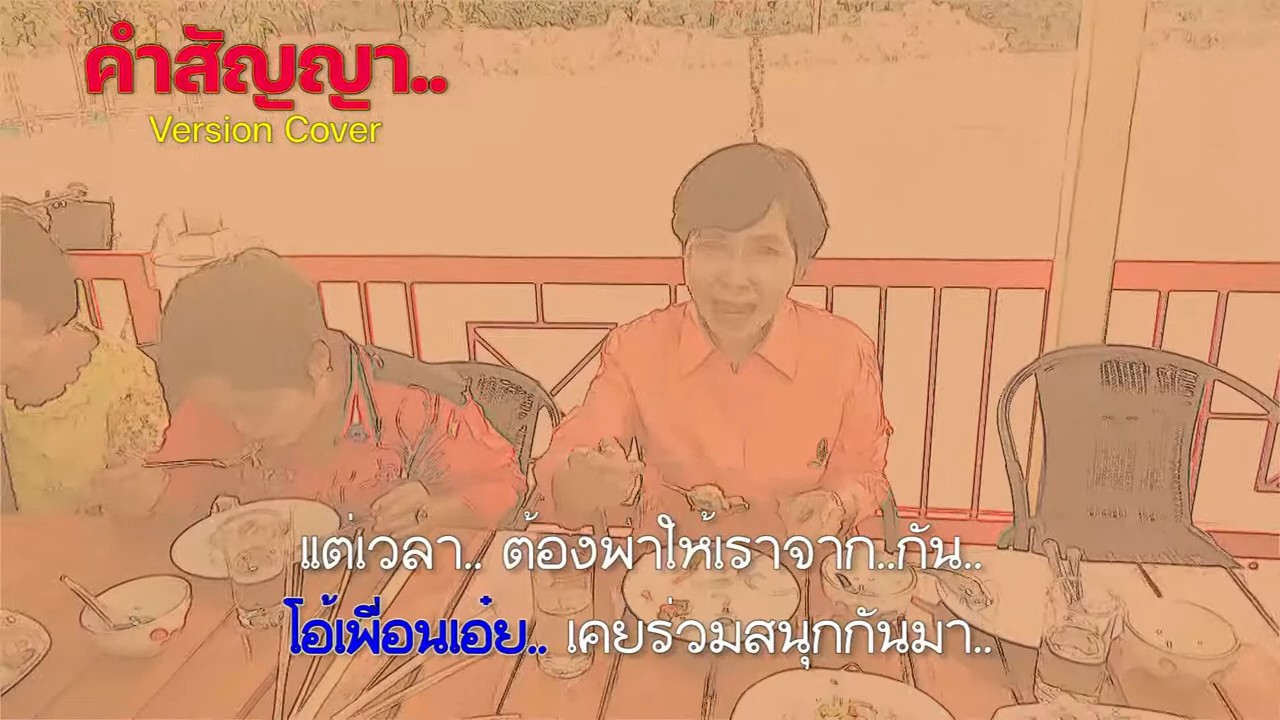 คำสัญญา..
Version Cover
แต่เวลา.. ต้องพาให้เราจาก..กัน..
โอ้เพื่อนเอ๋ย.. เคยร่วมสนุกกันมา..